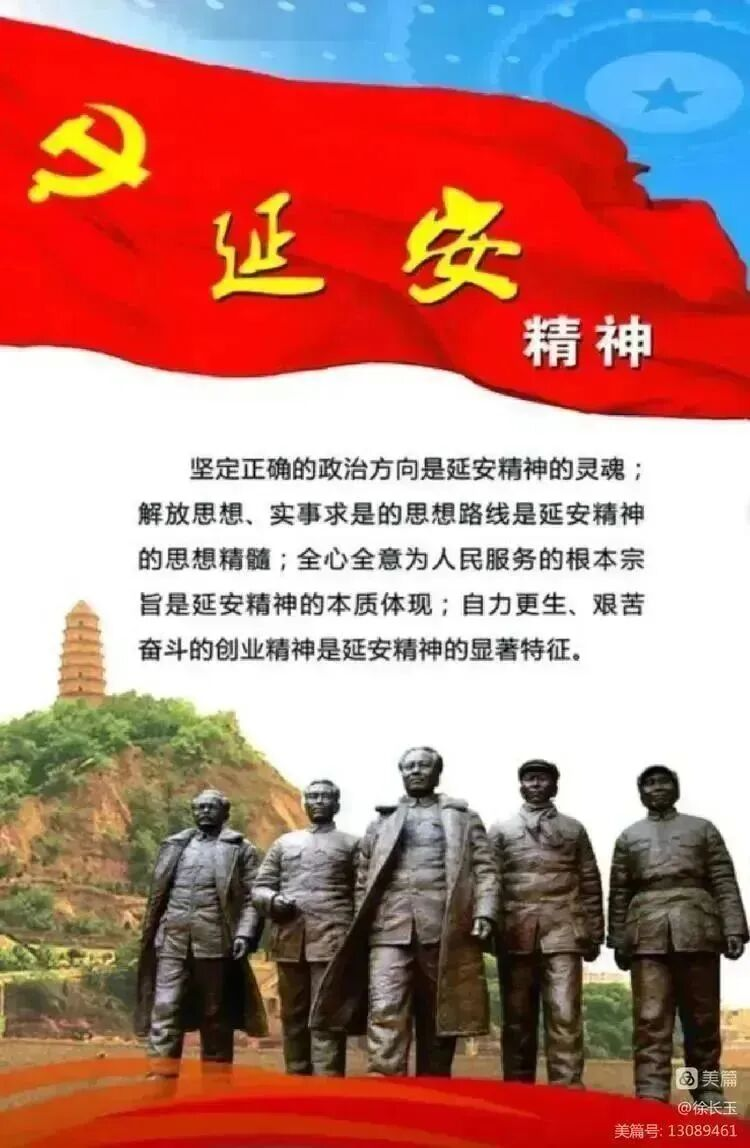 延安
精神
坚定正确的政治方向是延安精神的灵魂；
解放思想、实事求是的思想路线是延安精神
的思想精髓；全心全意为人民服务的根本宗
旨是延安精神的本质体现；自力更生、艰苦
奋斗的创业精神是延安精神的显著特征。
美篇
@徐长玉
美篇号: 13089461